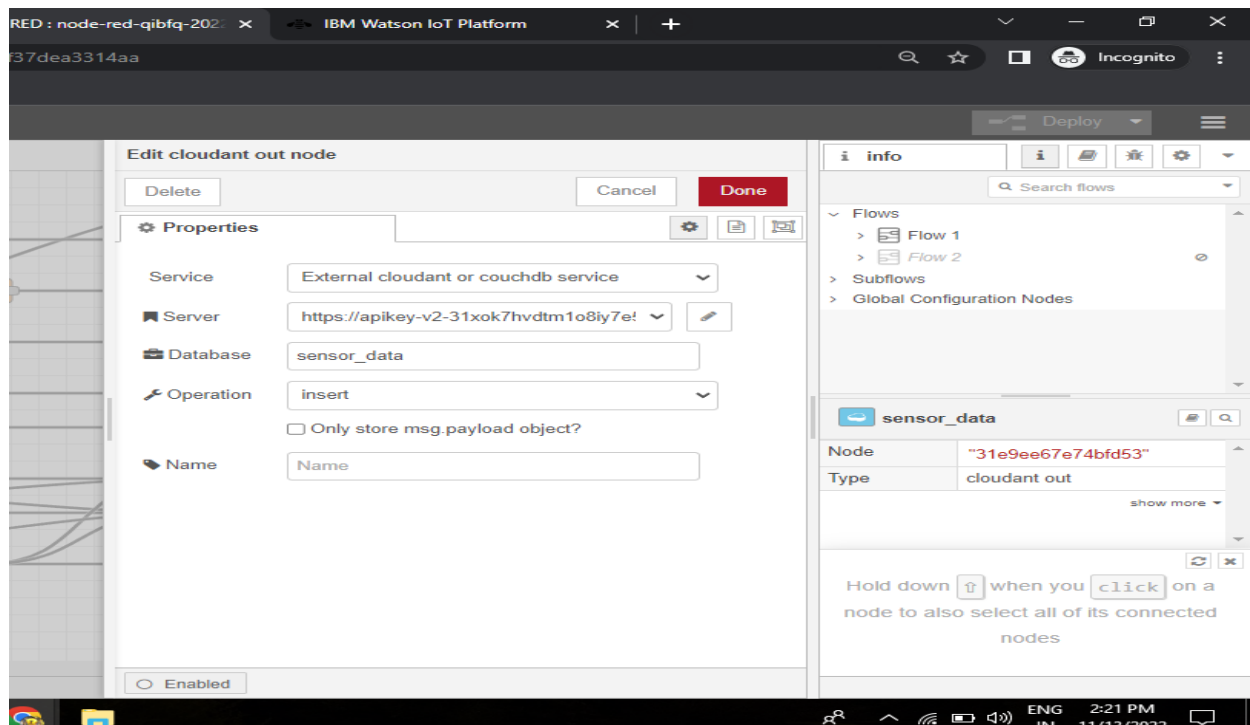 RED : node-red-qibfq-202 IBM Watson IoT Platform
f37dea3314aa Incognito
Deploy
Edit cloudant out node
Delete Cancel Done
Properties
Service External cloudant or couchdb service
Server https://apikey-v2-31xok7hvdtm1o8iy7e
Database sensor_data
Operation insert
Only store msg.payload object?
Name Name
Enabled
i info
Search flows
Flows
Flow 1
Flow 2
Subflows
Global Configuration Nodes
sensor_data
Node "31e9ee67e74bfd53"
Type cloudant out
show more
Hold down ⇧ when you click on a
node to also select all of its connected
nodes
ENG 2:21 PM
IN